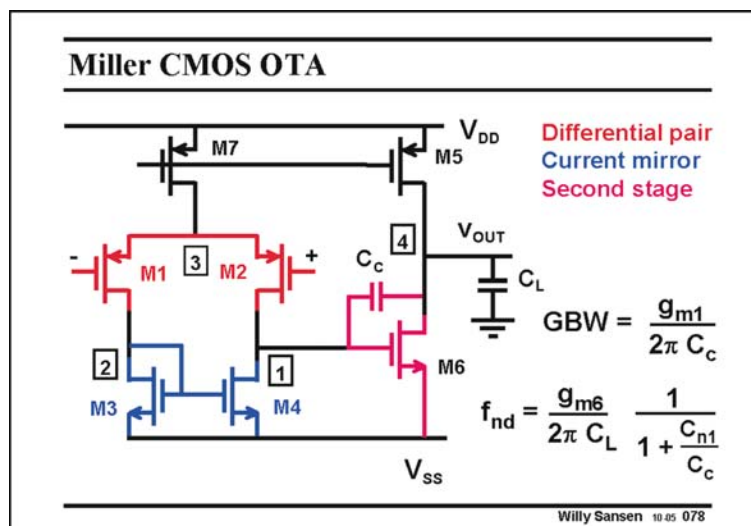 Miller CMOS OTA
V_DD
M7
M5
Differential pair
Current mirror
Second stage
4
v_OUT
- M1
3
M2 +
C_c
C_L
GBW = g_m1 / 2π C_c
2
1
M6
M3
M4
f_nd = g_m6 / 2π C_L 1 / 1 + C_n1 / C_c
V_SS
Willy Sansen 10-05 078